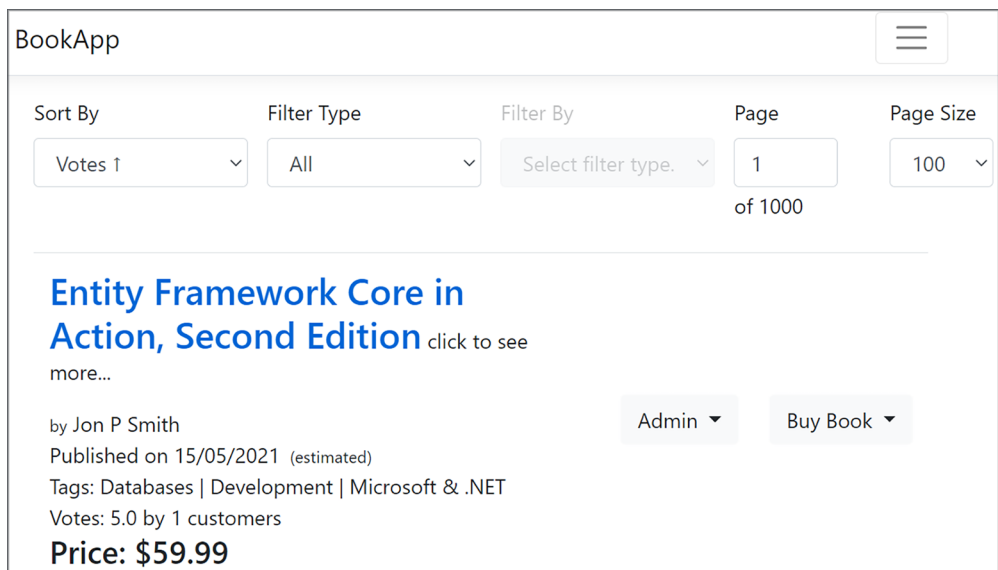 BookApp
Sort By Filter Type Filter By Page Page Size
Votes ↑ All Select filter type. 1 100
of 1000
Entity Framework Core in
Action, Second Edition click to see
more...
Admin Buy Book
by Jon P Smith
Published on 15/05/2021 (estimated)
Tags: Databases | Development | Microsoft & .NET
Votes: 5.0 by 1 customers
Price: $59.99